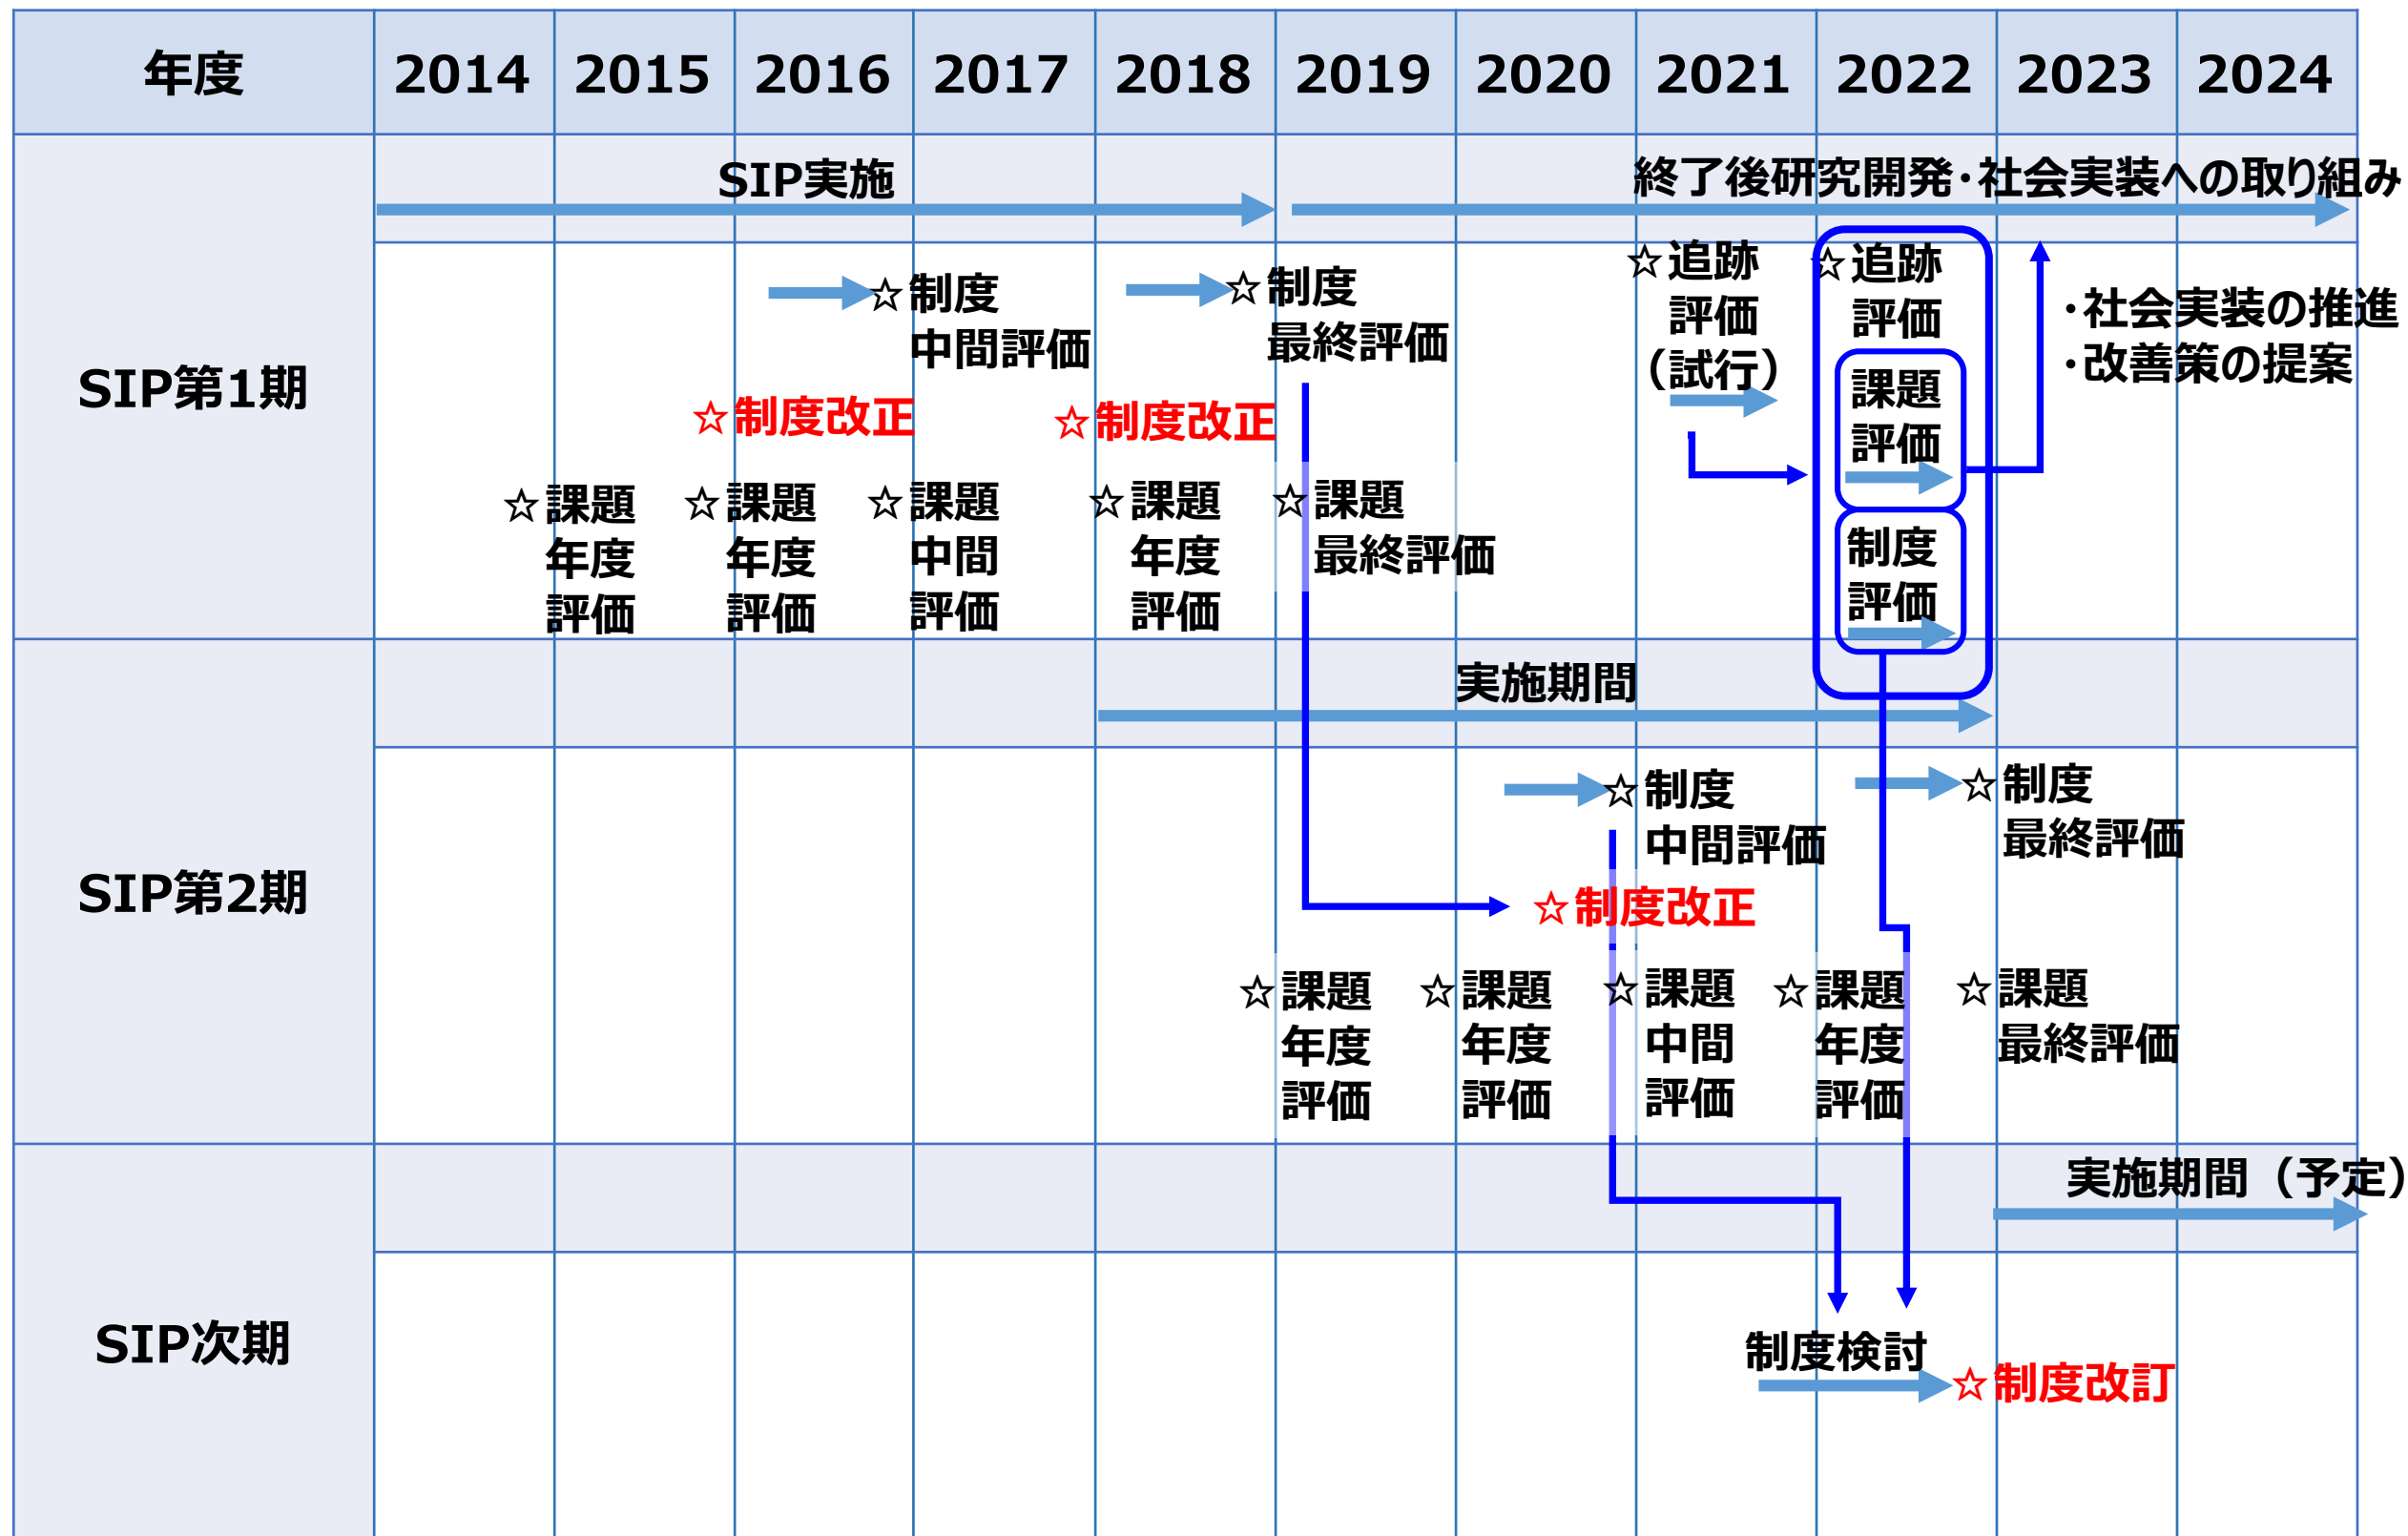 年度 2014 2015 2016 2017 2018 2019 2020 2021 2022 2023 2024
SIP第1期
SIP実施
終了後研究開発・社会実装への取り組み
☆制度
中間評価
☆制度
最終評価
☆追跡
評価
（試行）
☆追跡
評価
課題
評価
制度
評価
・社会実装の推進
・改善策の提案
☆制度改正
☆制度改正
☆課題
年度
評価
☆課題
年度
評価
☆課題
中間
評価
☆課題
年度
評価
☆課題
最終評価
SIP第2期
実施期間
☆制度
中間評価
☆制度
最終評価
☆制度改正
☆課題
年度
評価
☆課題
年度
評価
☆課題
中間
評価
☆課題
年度
評価
☆課題
最終評価
SIP次期
実施期間（予定）
制度検討
☆制度改訂